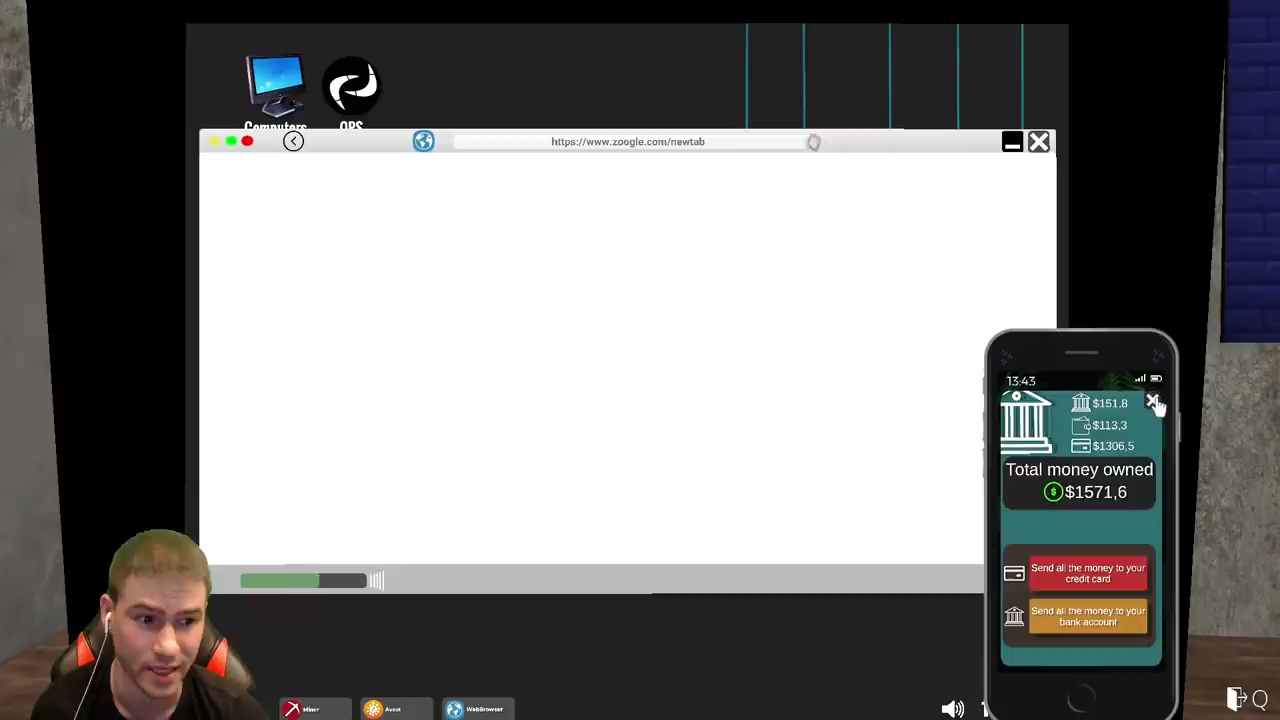 Computers
OPS
https://www.zoogle.com/newtab
13:43
$151,8
$113,3
$1306,5
Total money owned
$1571,6
Send all the money to your
credit card
Send all the money to your
bank account
Miner
Avest
WebBrowser
Q